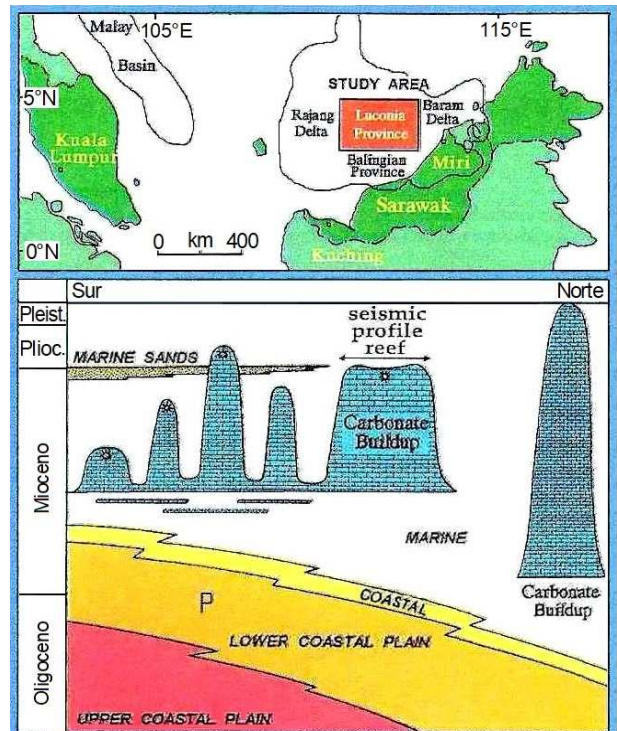 Malay
Basin
105°E
115°E
5°N
0°N
STUDY AREA
Rajang
Delta
Luconia
Province
Baram
Delta
Balingian
Province
Kuala
Lumpur
Miri
Sarawak
Kuching
0 km 400
Sur
Norte
Pleist.
Plioc.
Mioceno
Oligoceno
MARINE SANDS
seismic
profile
reef
Carbonate
Buildup
MARINE
Carbonate
Buildup
COASTAL
P
LOWER COASTAL PLAIN
UPPER COASTAL PLAIN